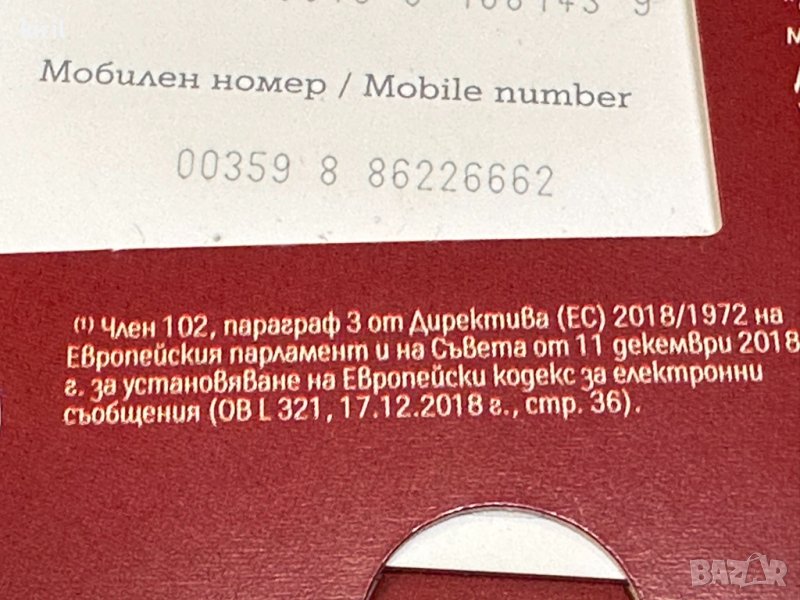 Мобилен номер / Mobile number
00359 8 86226662
(1) Член 102, параграф 3 от Директива (ЕС) 2018/1972 на
Европейския парламент и на Съвета от 11 декември 2018
г. за установяване на Европейски кодекс за електронни
съобщения (ОВ L 321, 17.12.2018 г., стр. 36).
BAZAR